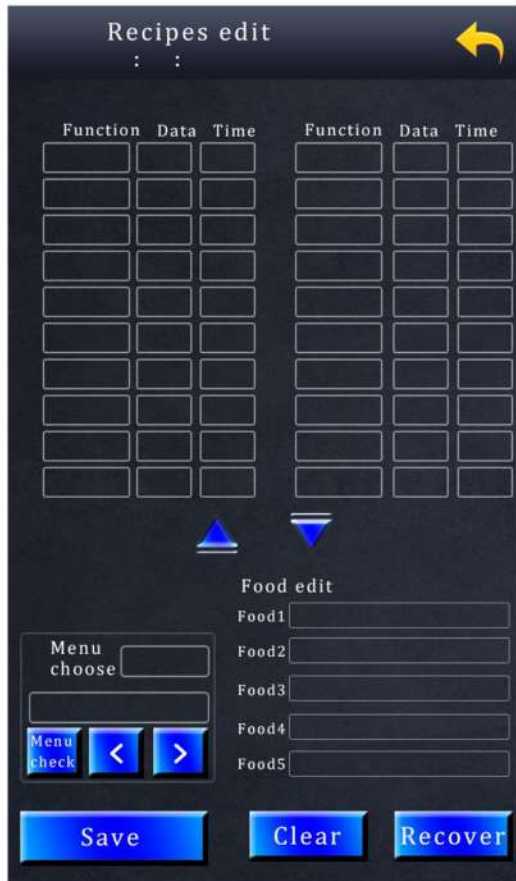 Recipes edit
: :
Function Data Time Function Data Time
Food edit
Food1
Menu
choose
Food2
Food3
Menu
check
<
>
Food4
Food5
Save Clear Recover